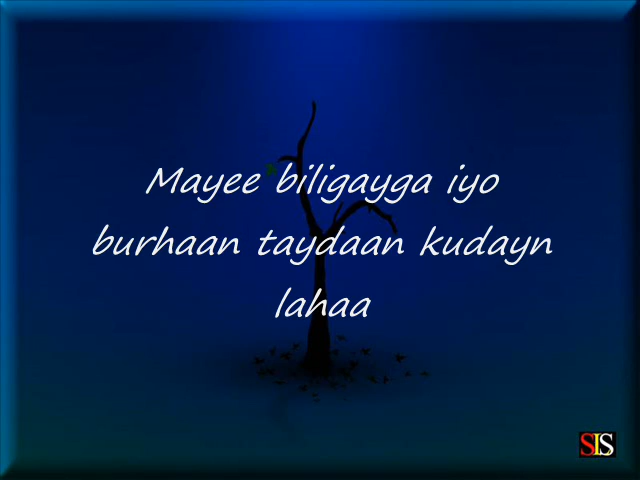 Mayee biligayga iyo
burhaan taydaan kudayn
lahaa
SIS